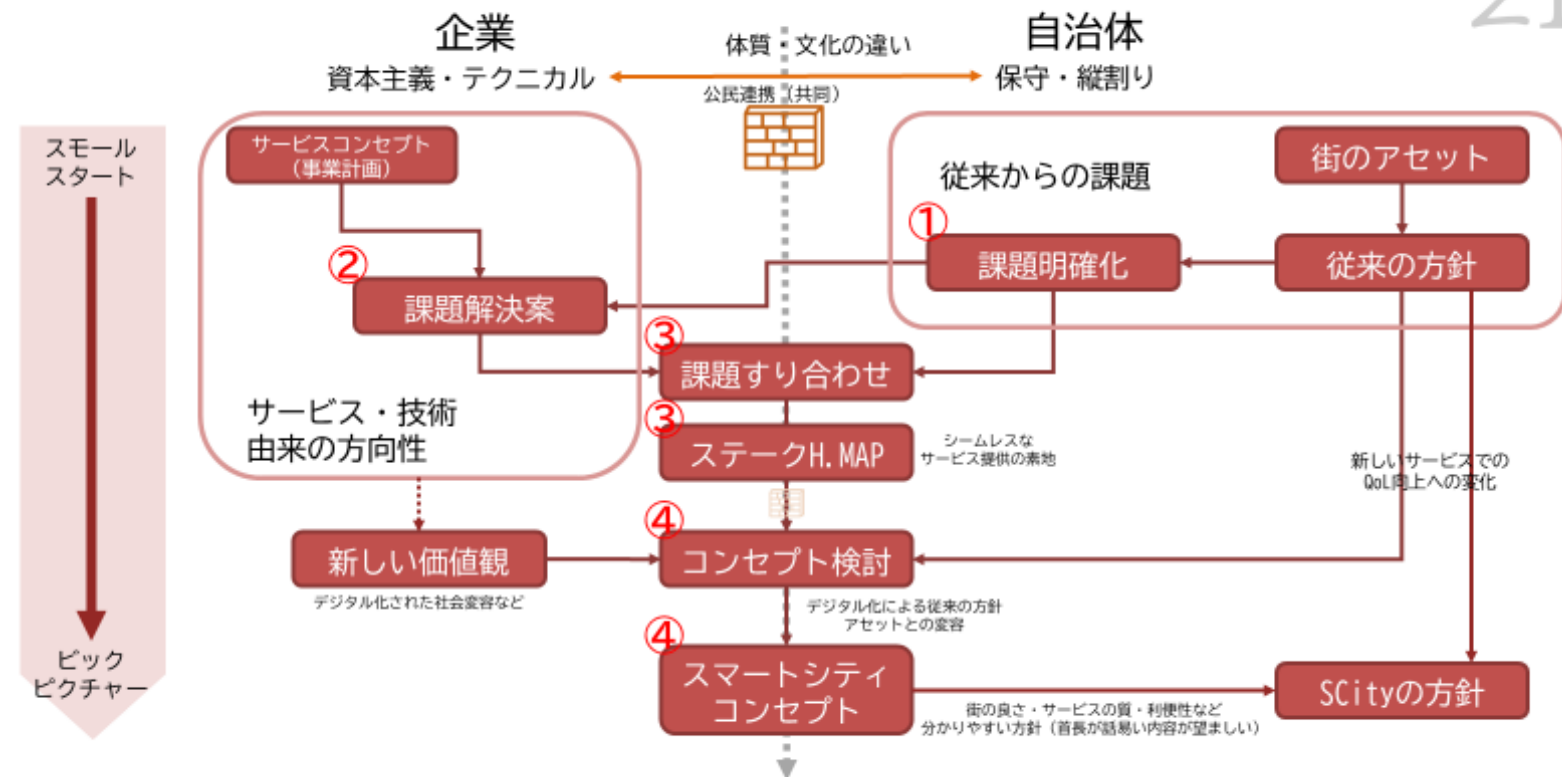 企業
体質・文化の違い
自治体
資本主義・テクニカル
保守・縦割り
公民連携（共同）
スモール
スタート
サービスコンセプト
（事業計画）
従来からの課題
街のアセット
①
課題明確化
従来の方針
②
課題解決案
③
課題すり合わせ
サービス・技術
由来の方向性
③
ステークH.MAP
シームレスな
サービス提供の素地
新しいサービスでの
QoL向上への変化
④
新しい価値観
コンセプト検討
デジタル化された社会変容など
デジタル化による従来の方針
アセットとの変容
④
ビック
ピクチャー
スマートシティ
コンセプト
SCityの方針
街の良さ・サービスの質・利便性など
分かりやすい方針（首長が話易い内容が望ましい）